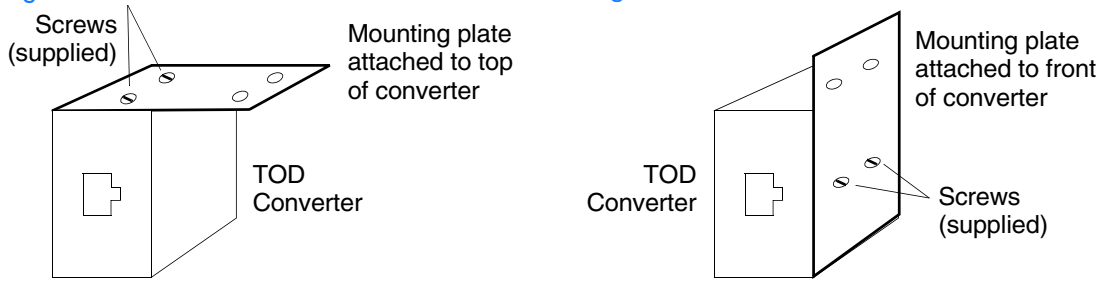 Screws
(supplied)
Mounting plate
attached to top
of converter
TOD
Converter
Mounting plate
attached to front
of converter
TOD
Converter
Screws
(supplied)